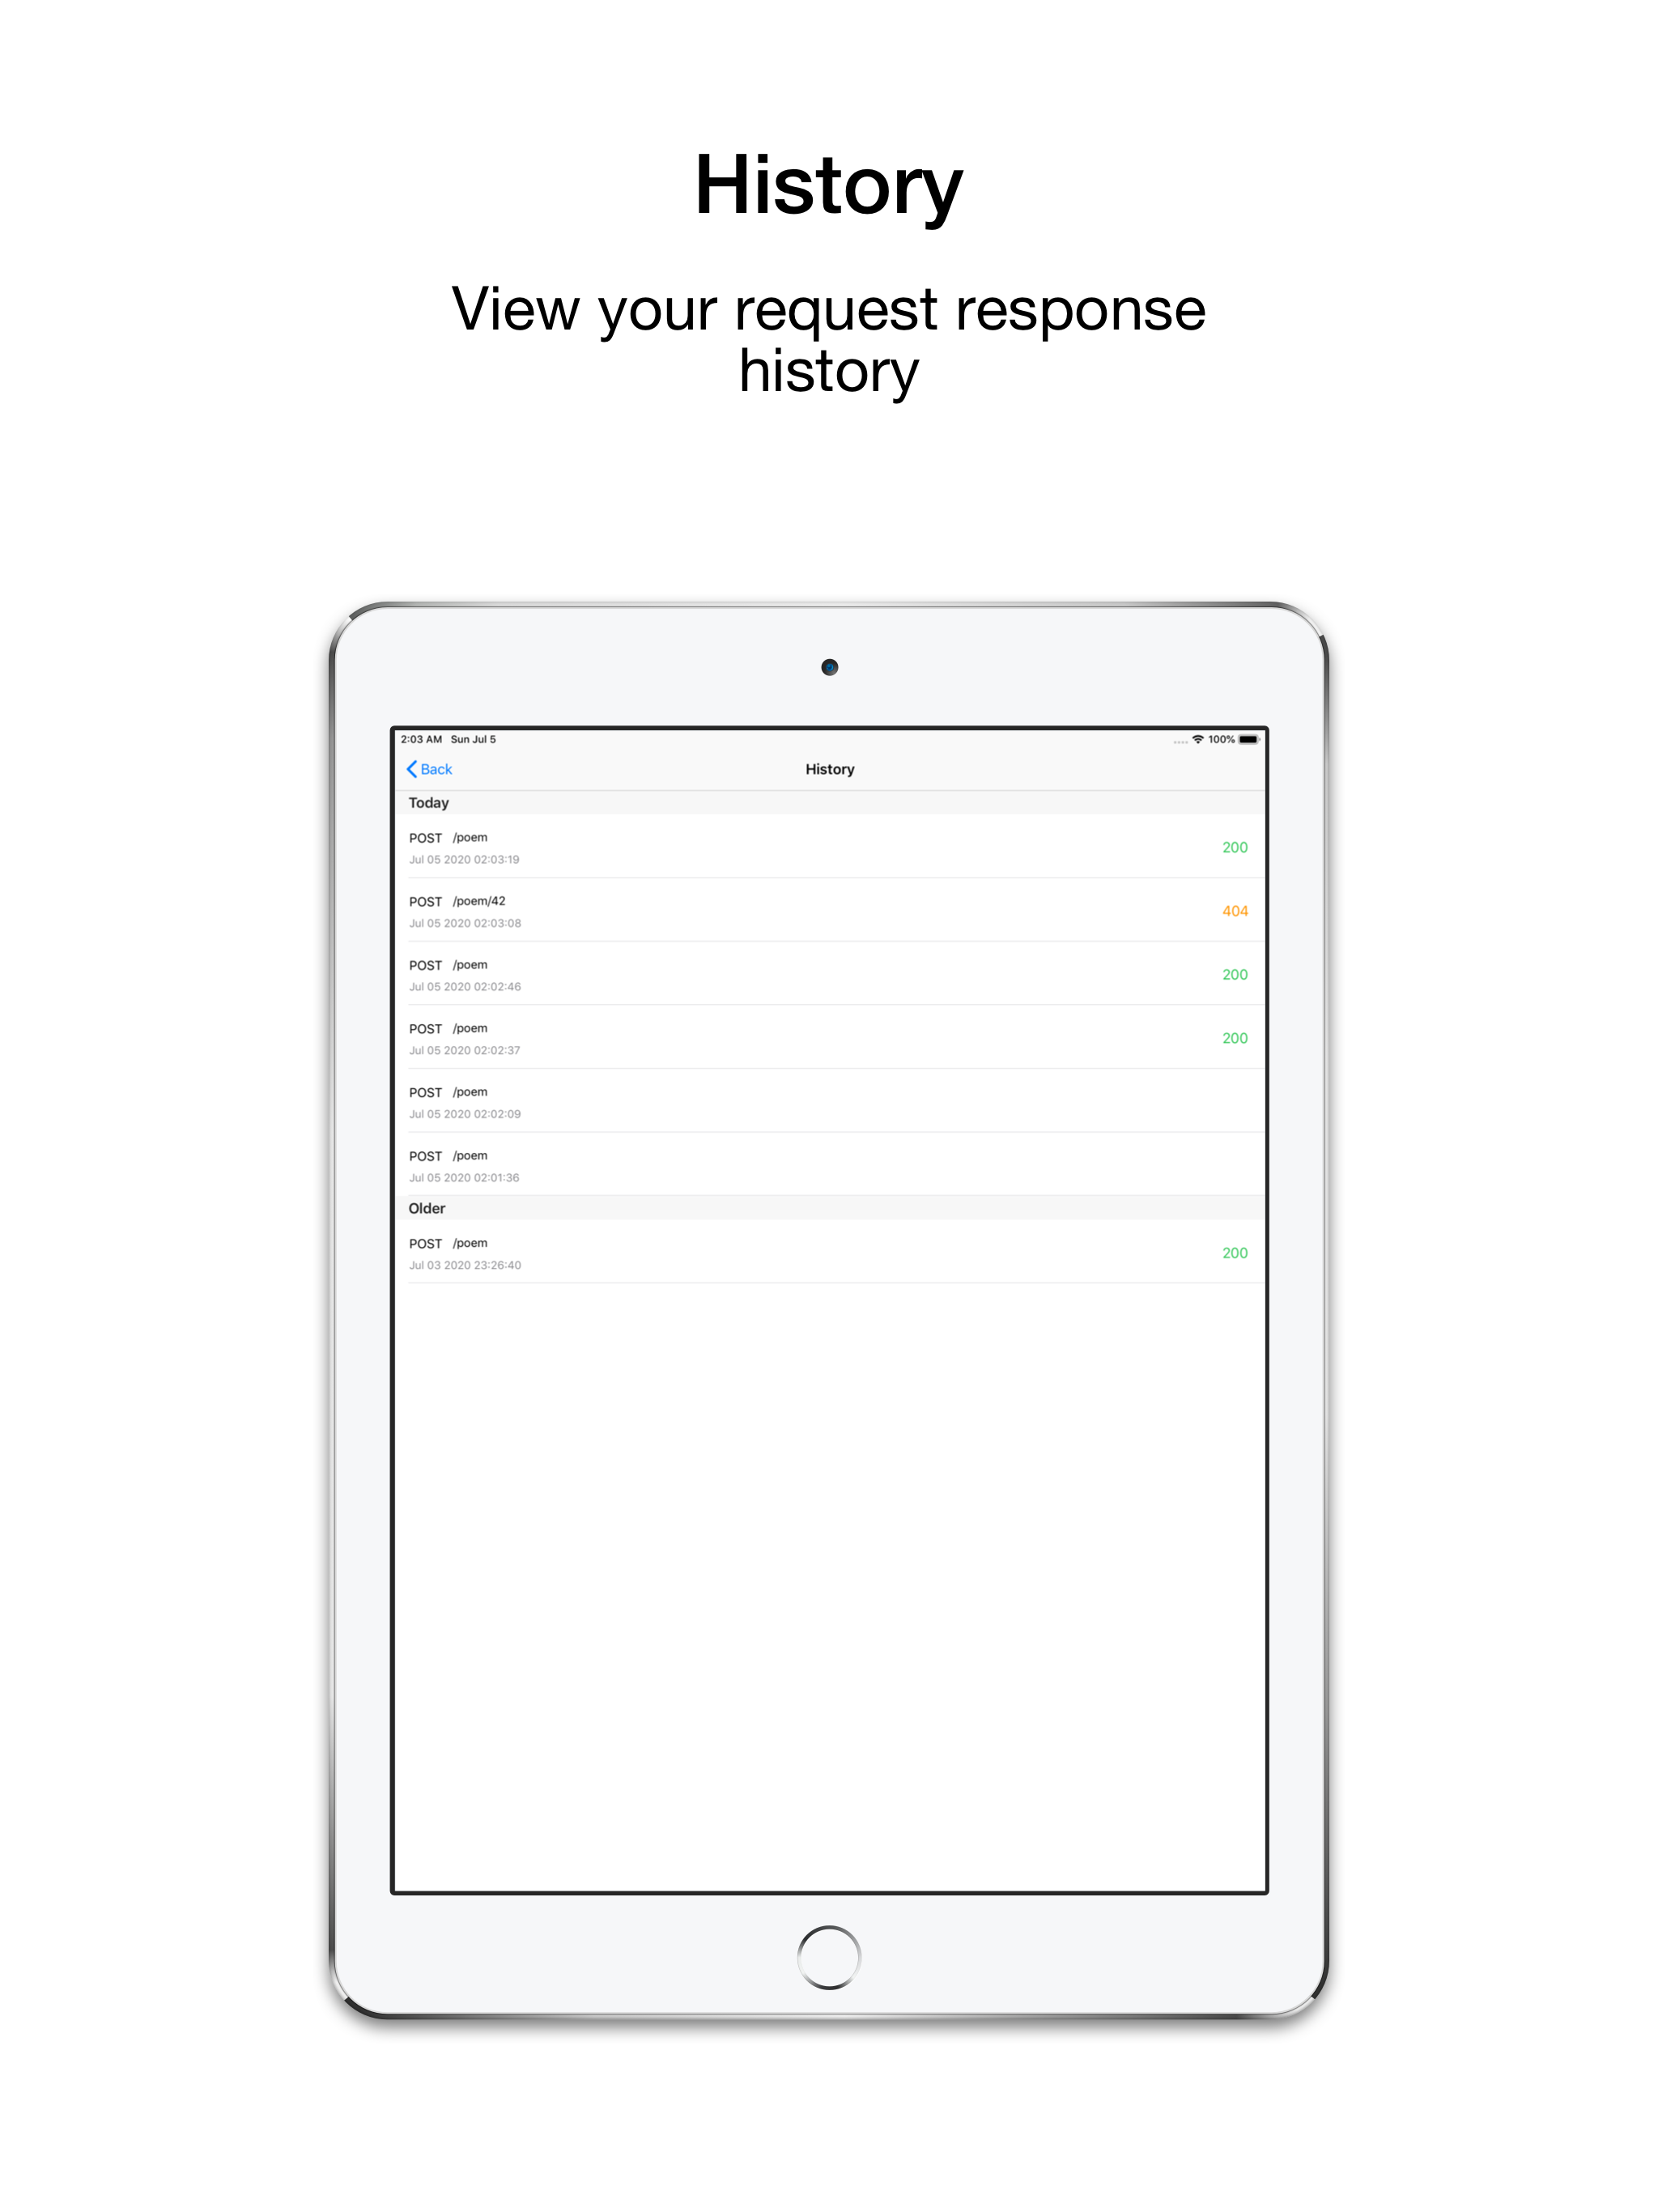 History
View your request response
history
2:03 AM Sun Jul 5
100%
Back
History
Today
POST /poem
Jul 05 2020 02:03:19
200
POST /poem/42
Jul 05 2020 02:03:08
404
POST /poem
Jul 05 2020 02:02:46
200
POST /poem
Jul 05 2020 02:02:37
200
POST /poem
Jul 05 2020 02:02:09
POST /poem
Jul 05 2020 02:01:36
Older
POST /poem
Jul 03 2020 23:26:40
200